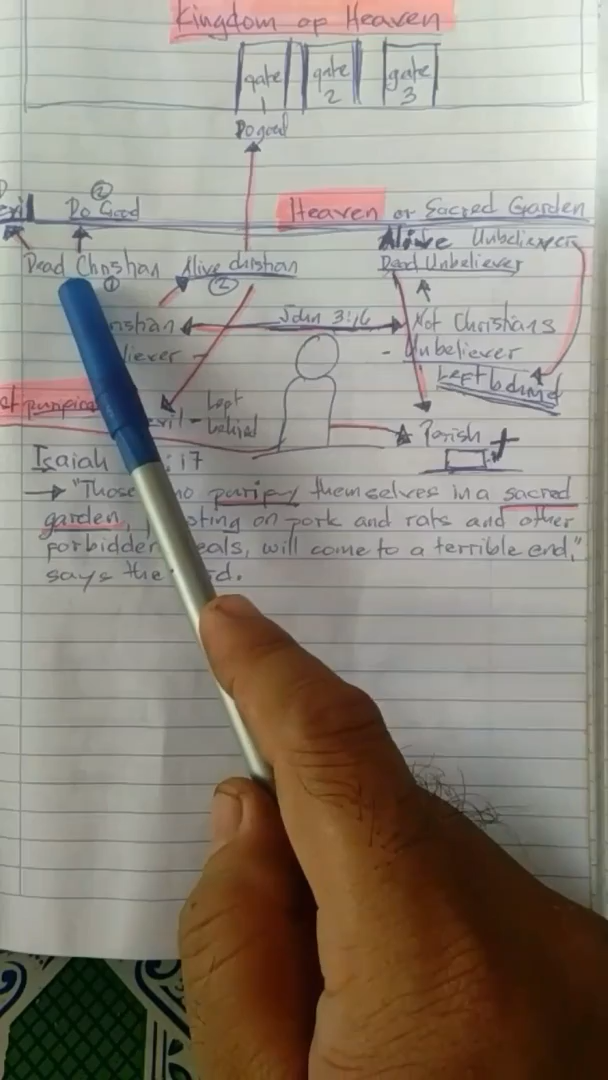 Kingdom of Heaven
gate 1
gate 2
gate 3
Do good
evil
②
Do Good
Heaven or Sacred Garden
Alive Unbeliever
Dead Christian
①
Alive christian
②
Dead Unbeliever
John 3:16
Not Christians
- Unbeliever
Left behind
- Left behind
Perish
Isaiah :17
"Those purify themselves in a sacred
garden, on pork and rats and other
forbidden will come to a terrible end,"
says the